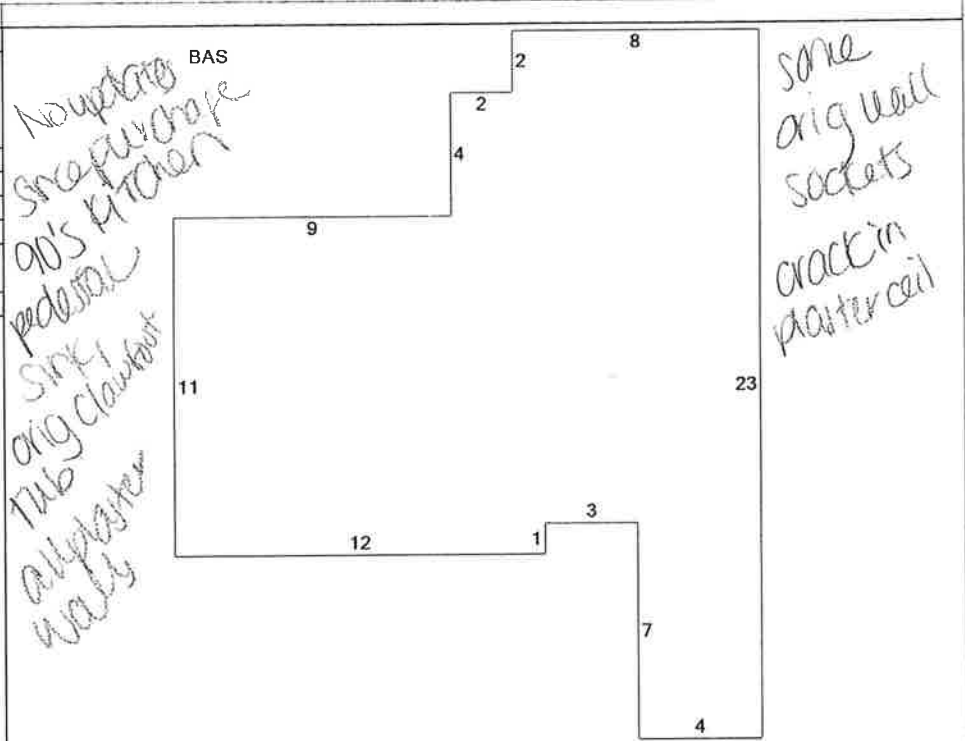 BAS
No updates
since purchase
90's KITCHEN
pedestal
sink,
orig clawfoot
TUB
all plaster
walls
8
2
2
4
9
11
23
3
1
12
7
4
some
orig wall
sockets
crack in
plaster ceil